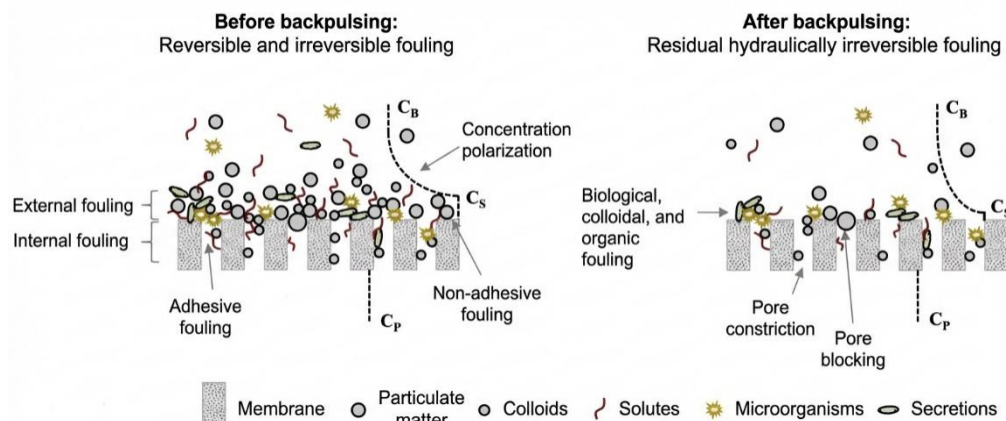 Before backpulsing:
Reversible and irreversible fouling
C_B
Concentration
polarization
C_S
External fouling
Internal fouling
Adhesive
fouling
Non-adhesive
fouling
C_P
After backpulsing:
Residual hydraulically irreversible fouling
C_B
Biological,
colloidal, and
organic
fouling
Pore
constriction
Pore
blocking
C_P
Membrane
Particulate
matter
Colloids
Solutes
Microorganisms
Secretions